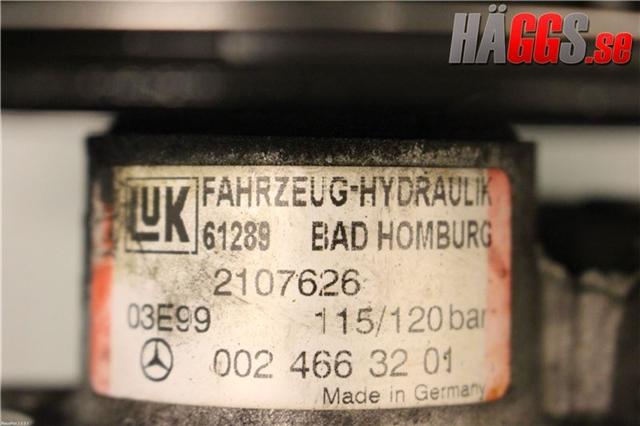 HÄGGS.se
LuK FAHRZEUG-HYDRAULIK
61289 BAD HOMBURG
2107626
03E99 115/120 bar
002 466 32 01
Made in Germany